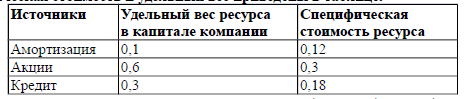 Источники Удельный вес ресурса в капитале компании Специфическая стоимость ресурса
Амортизация 0,1 0,12
Акции 0,6 0,3
Кредит 0,3 0,18